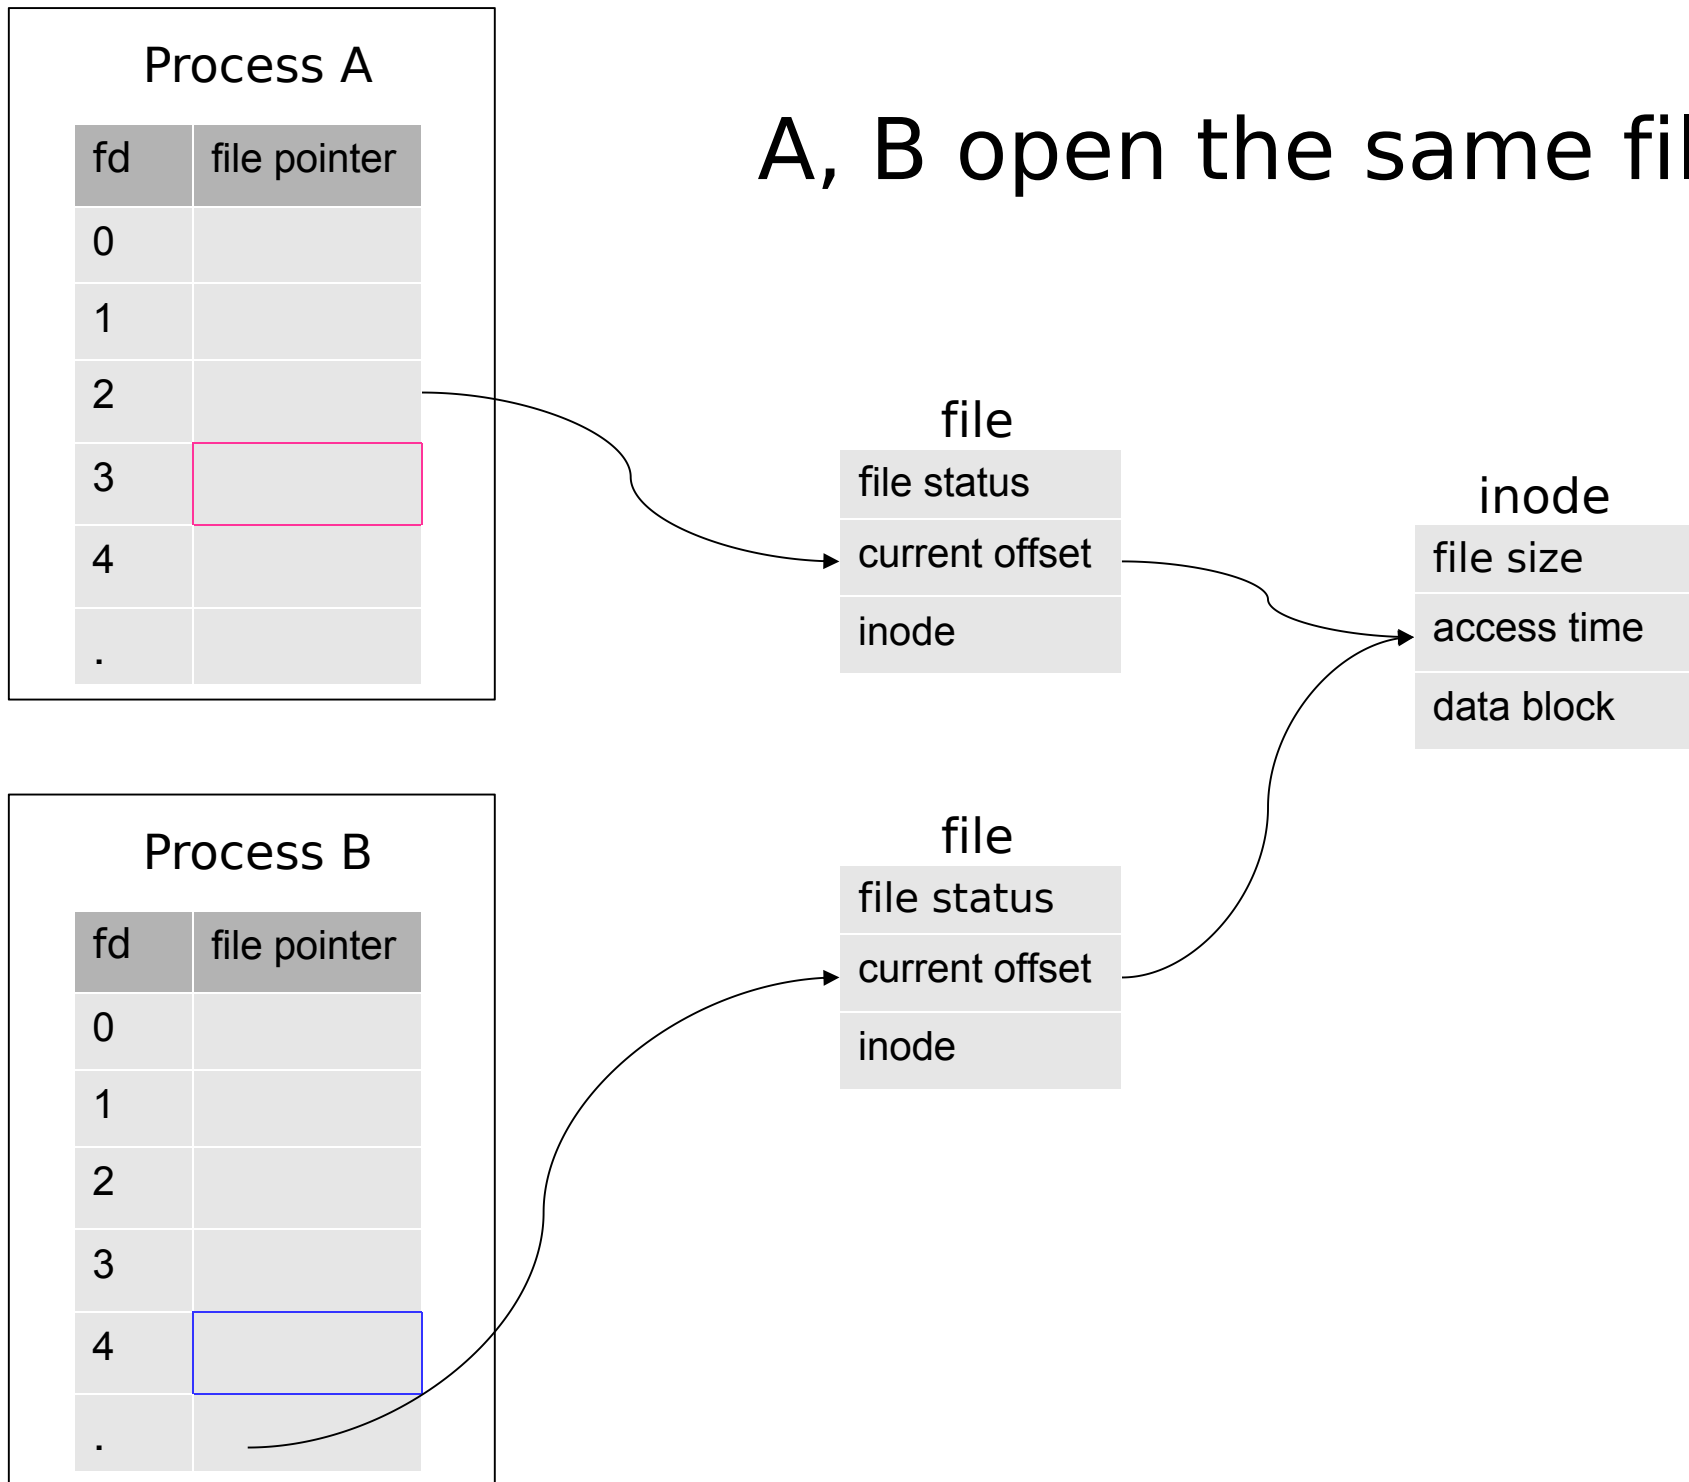 Process A
fd file pointer
0
1
2
3
4
.
A, B open the same
file
file status
current offset
inode
inode
file size
access time
data block
Process B
fd file pointer
0
1
2
3
4
.
file
file status
current offset
inode